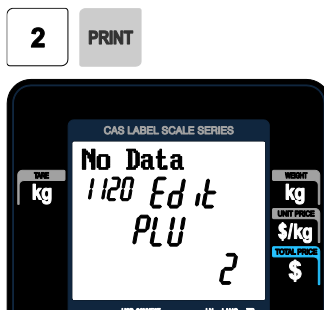 2 PRINT
CAS LABEL SCALE SERIES
No Data
1120 Edit
PLU
2
TARE
kg
WEIGHT
kg
UNIT PRICE
$/kg
TOTAL PRICE
$